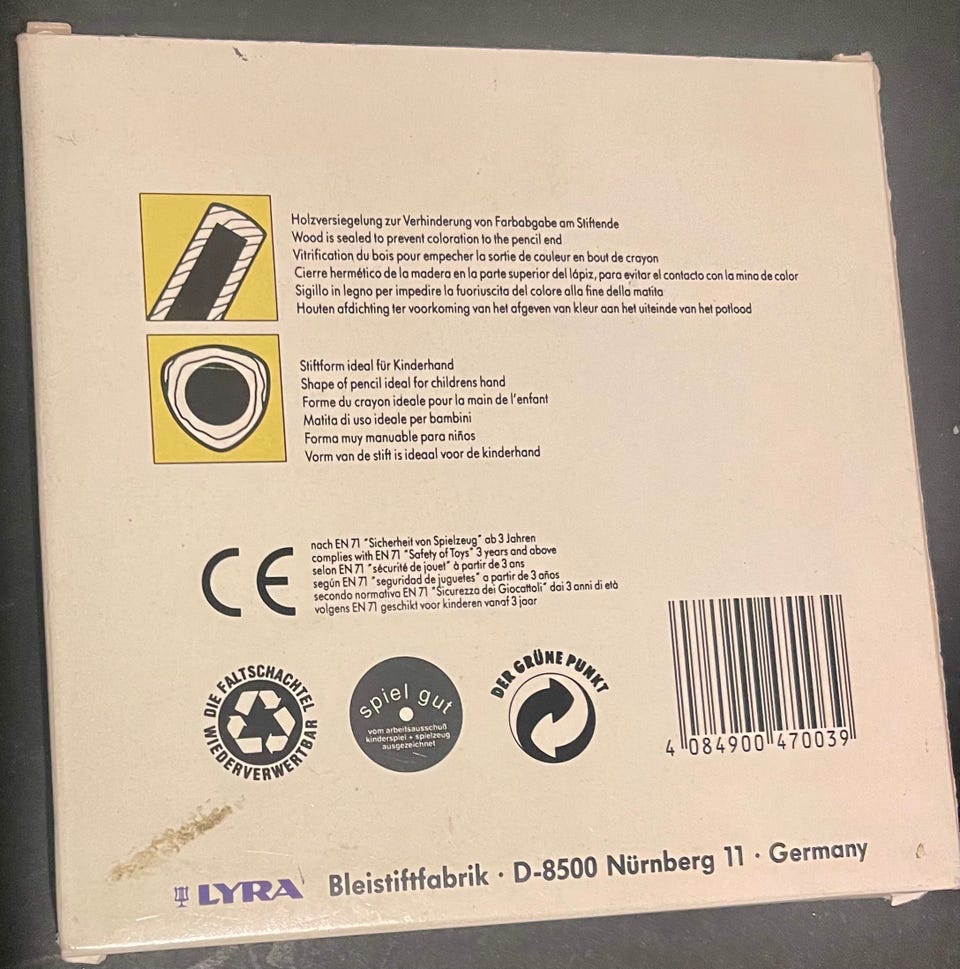 Holzversiegelung zur Verhinderung von Farbabgabe am Stiftende
Wood is sealed to prevent coloration to the pencil end
Vitrification du bois pour empecher la sortie de couleur en bout de crayon
Cierre hermético de la madera en la parte superior del lápiz, para evitar el contacto con la mina de color
Sigillo in legno per impedire la fuoriuscita del colore alla fine della matita
Houten afdichting ter voorkoming van het afgeven van kleur aan het uiteinde van het potlood
Stiftform ideal für Kinderhand
Shape of pencil ideal for childrens hand
Forme du crayon ideale pour la main de l'enfant
Matita di uso ideale per bambini
Forma muy manuable para niños
Vorm van de stift is ideaal voor de kinderhand
CE
nach EN 71 "Sicherheit von Spielzeug" ab 3 Jahren
complies with EN 71 "Safety of Toys" 3 years and above
selon EN 71 "sécurité de jouet" à partir de 3 ans
según EN 71 "seguridad de juguetes" a partir de 3 años
secondo normativa EN 71 "Sicurezza dei Giocattoli" dai 3 anni di età
volgens EN 71 geschikt voor kinderen vanaf 3 jaar
DIE FALTSCHACHTEL
WIEDERVERWERTBAR
spiel gut
vom arbeitsausschuß
kinderspiel + spielzeug
ausgezeichnet
DER GRÜNE PUNKT
4 084900 470039
LYRA Bleistiftfabrik · D-8500 Nürnberg 11 · Germany